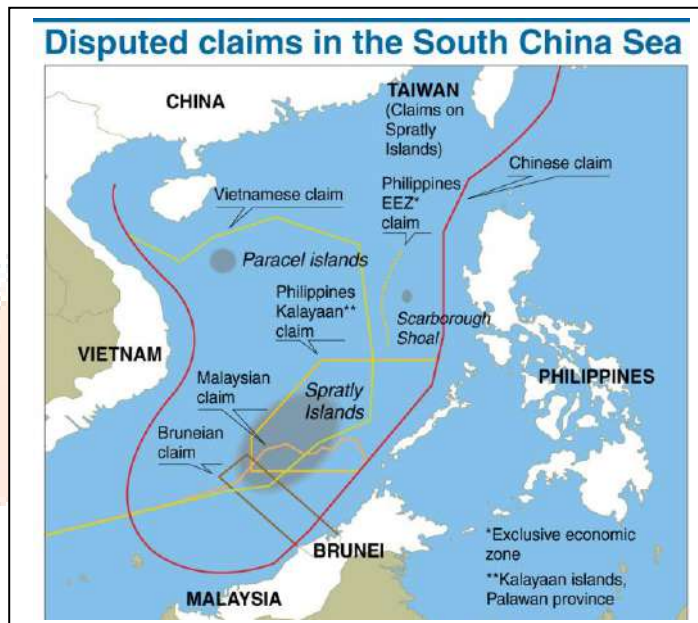 Disputed claims in the South China Sea
CHINA
TAIWAN
(Claims on
Spratly
Islands)
Chinese claim
Vietnamese claim
Philippines
EEZ*
claim
Paracel islands
Philippines
Kalayaan**
claim
Scarborough
Shoal
VIETNAM
Malaysian
claim
Spratly
Islands
PHILIPPINES
Bruneian
claim
*Exclusive economic
zone
BRUNEI
**Kalayaan islands,
Palawan province
MALAYSIA